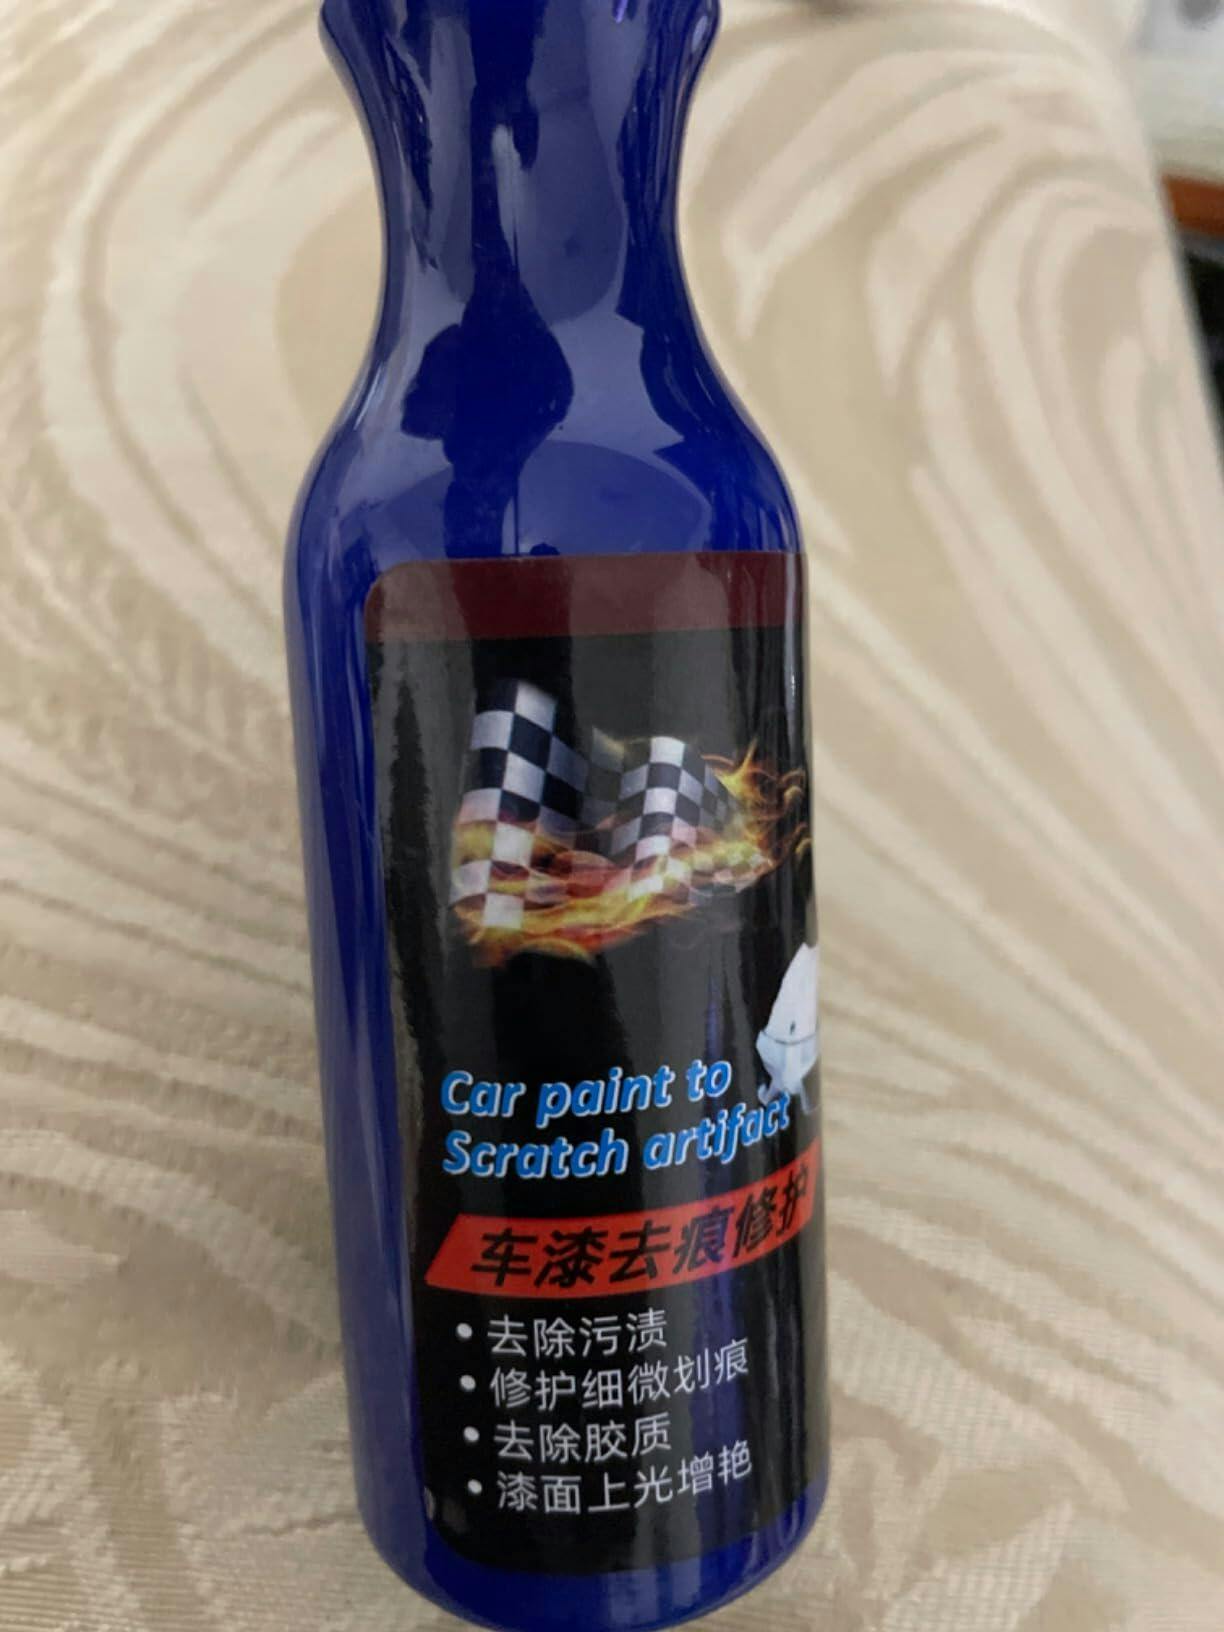 Car paint to
Scratch artifact
车漆去痕修护
• 去除污渍
• 修护细微划痕
• 去除胶质
• 漆面上光增艳